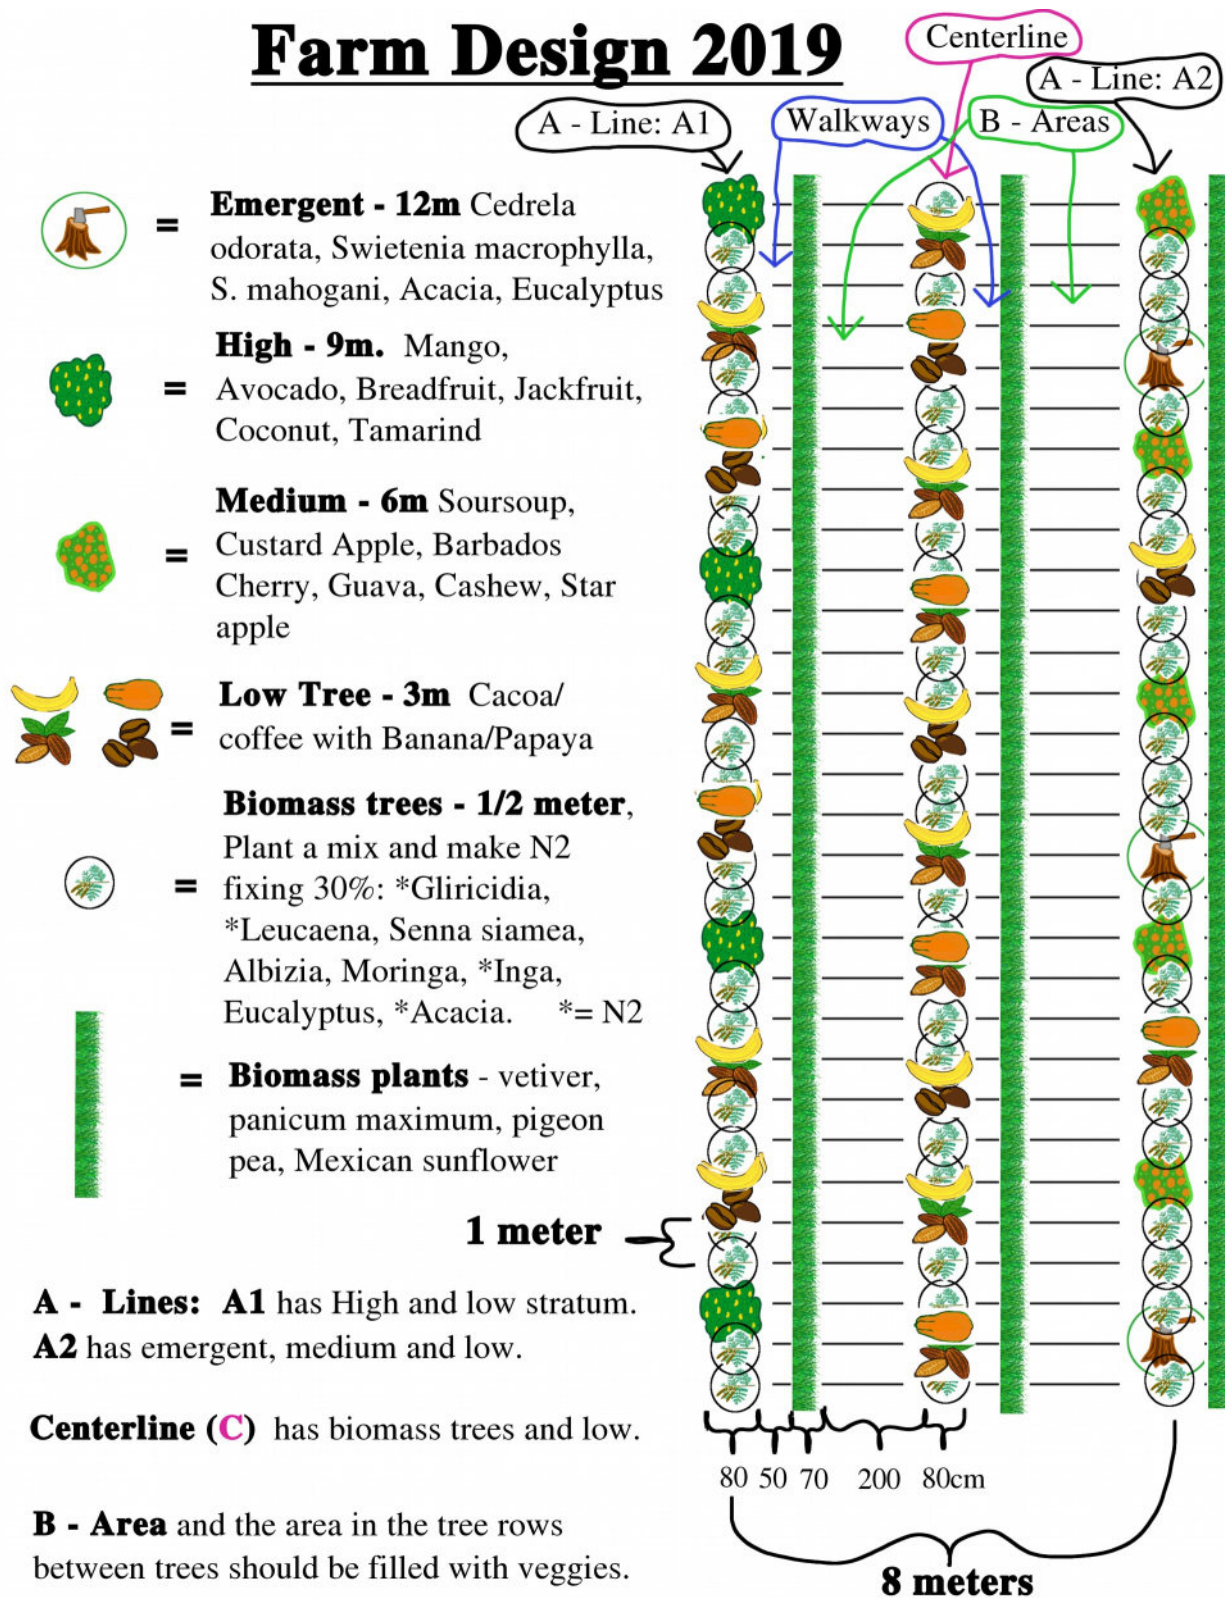 Farm Design 2019
Centerline
A - Line: A2
A - Line: A1
Walkways
B - Areas
= Emergent - 12m Cedrela
odorata, Swietenia macrophylla,
S. mahogani, Acacia, Eucalyptus
High - 9m. Mango,
= Avocado, Breadfruit, Jackfruit,
Coconut, Tamarind
Medium - 6m Soursoup,
= Custard Apple, Barbados
Cherry, Guava, Cashew, Star
apple
Low Tree - 3m Cacoa/
= coffee with Banana/Papaya
Biomass trees - 1/2 meter,
Plant a mix and make N2
= fixing 30%: *Gliricidia,
*Leucaena, Senna siamea,
Albizia, Moringa, *Inga,
Eucalyptus, *Acacia. *= N2
= Biomass plants - vetiver,
panicum maximum, pigeon
pea, Mexican sunflower
1 meter
A - Lines: A1 has High and low stratum.
A2 has emergent, medium and low.
Centerline (C) has biomass trees and low.
80 50 70 200 80cm
B - Area and the area in the tree rows
between trees should be filled with veggies.
8 meters